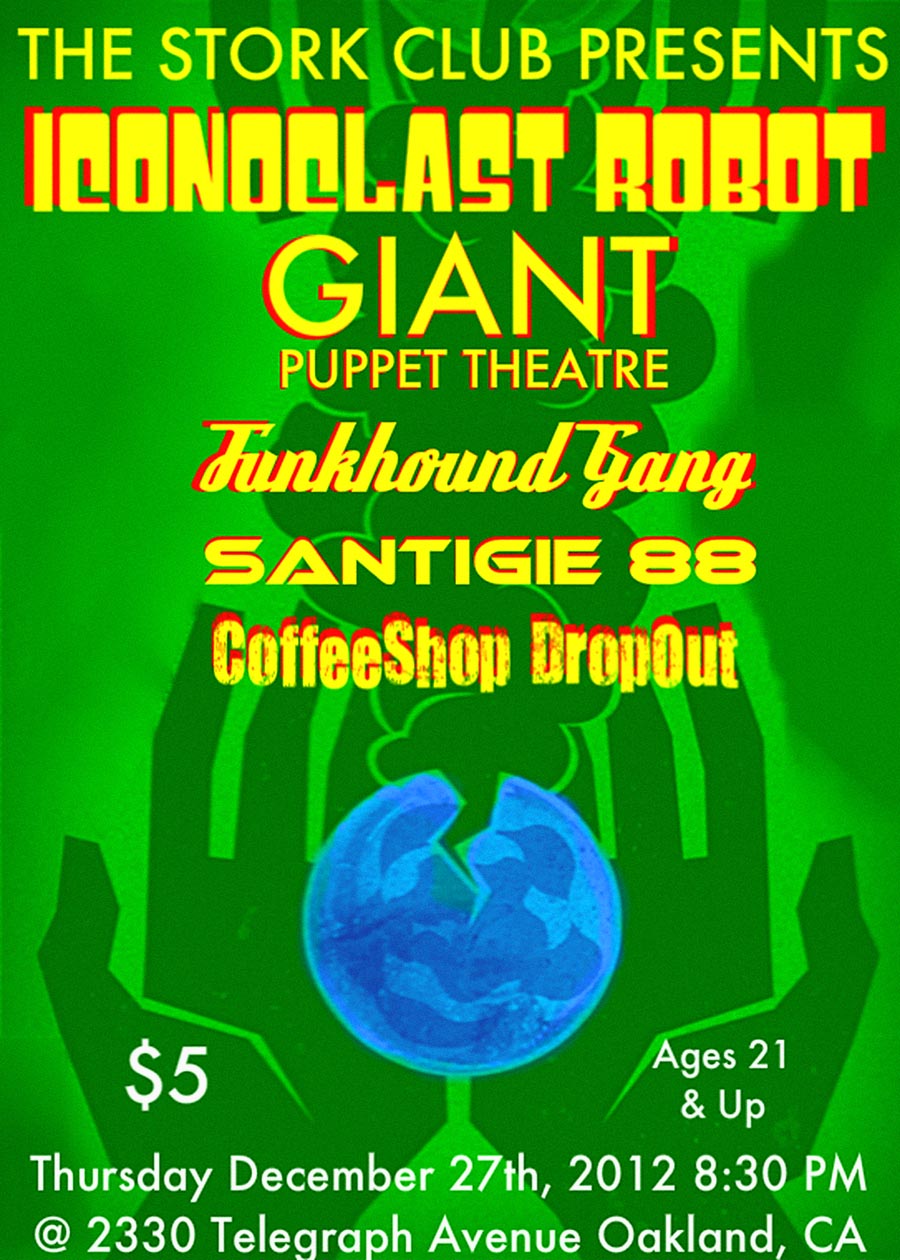 THE STORK CLUB PRESENTS
ICONOCLAST ROBOT
GIANT
PUPPET THEATRE
Funkhound Gang
SANTIGIE 88
CoffeeShop DropOut
$5
Ages 21
& Up
Thursday December 27th, 2012 8:30 PM
@ 2330 Telegraph Avenue Oakland, CA